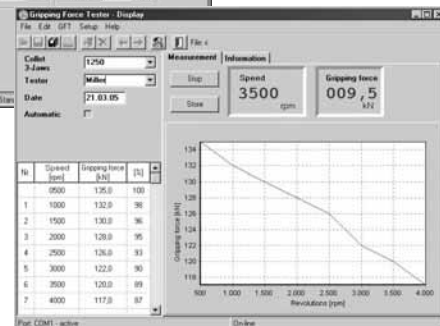 Gripping Force Tester - Display
File Edit GFT Setup Help
File: c
Collet 1250
3-Jaws
Tester Miller
Date 21.03.05
Automatic
Measurement Information
Stop
Store
Speed
3500
rpm
Gripping force
009,5
kN
Nr. Speed [rpm] Gripping force [kN] [%]
0500 135,0 100
1 1000 132,0 98
2 1500 130,0 96
3 2000 128,0 95
4 2500 126,0 93
5 3000 122,0 90
6 3500 120,0 89
7 4000 117,0 87
Gripping force [kN]
134
132
130
128
126
124
122
120
118
500 1.000 1.500 2.000 2.500 3.000 3.500 4.000
Revolutions [rpm]
Port: COM1 - active
On-line